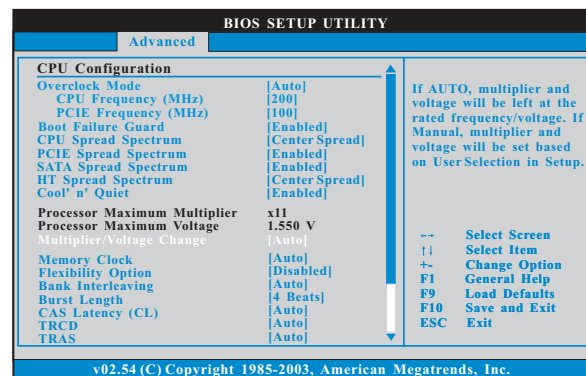 BIOS SETUP UTILITY
Advanced
CPU Configuration
Overclock Mode [Auto]
CPU Frequency (MHz) [200]
PCIE Frequency (MHz) [100]
Boot Failure Guard [Enabled]
CPU Spread Spectrum [Center Spread]
PCIE Spread Spectrum [Enabled]
SATA Spread Spectrum [Enabled]
HT Spread Spectrum [Center Spread]
Cool' n' Quiet [Enabled]
Processor Maximum Multiplier x11
Processor Maximum Voltage 1.550 V
Multiplier/Voltage Change [Auto]
Memory Clock [Auto]
Flexibility Option [Disabled]
Bank Interleaving [Auto]
Burst Length [4 Beats]
CAS Latency (CL) [Auto]
TRCD [Auto]
TRAS [Auto]
If AUTO, multiplier and
voltage will be left at the
rated frequency/voltage. If
Manual, multiplier and
voltage will be set based
on User Selection in Setup.
←→ Select Screen
↑↓ Select Item
+- Change Option
F1 General Help
F9 Load Defaults
F10 Save and Exit
ESC Exit
v02.54 (C) Copyright 1985-2003, American Megatrends, Inc.